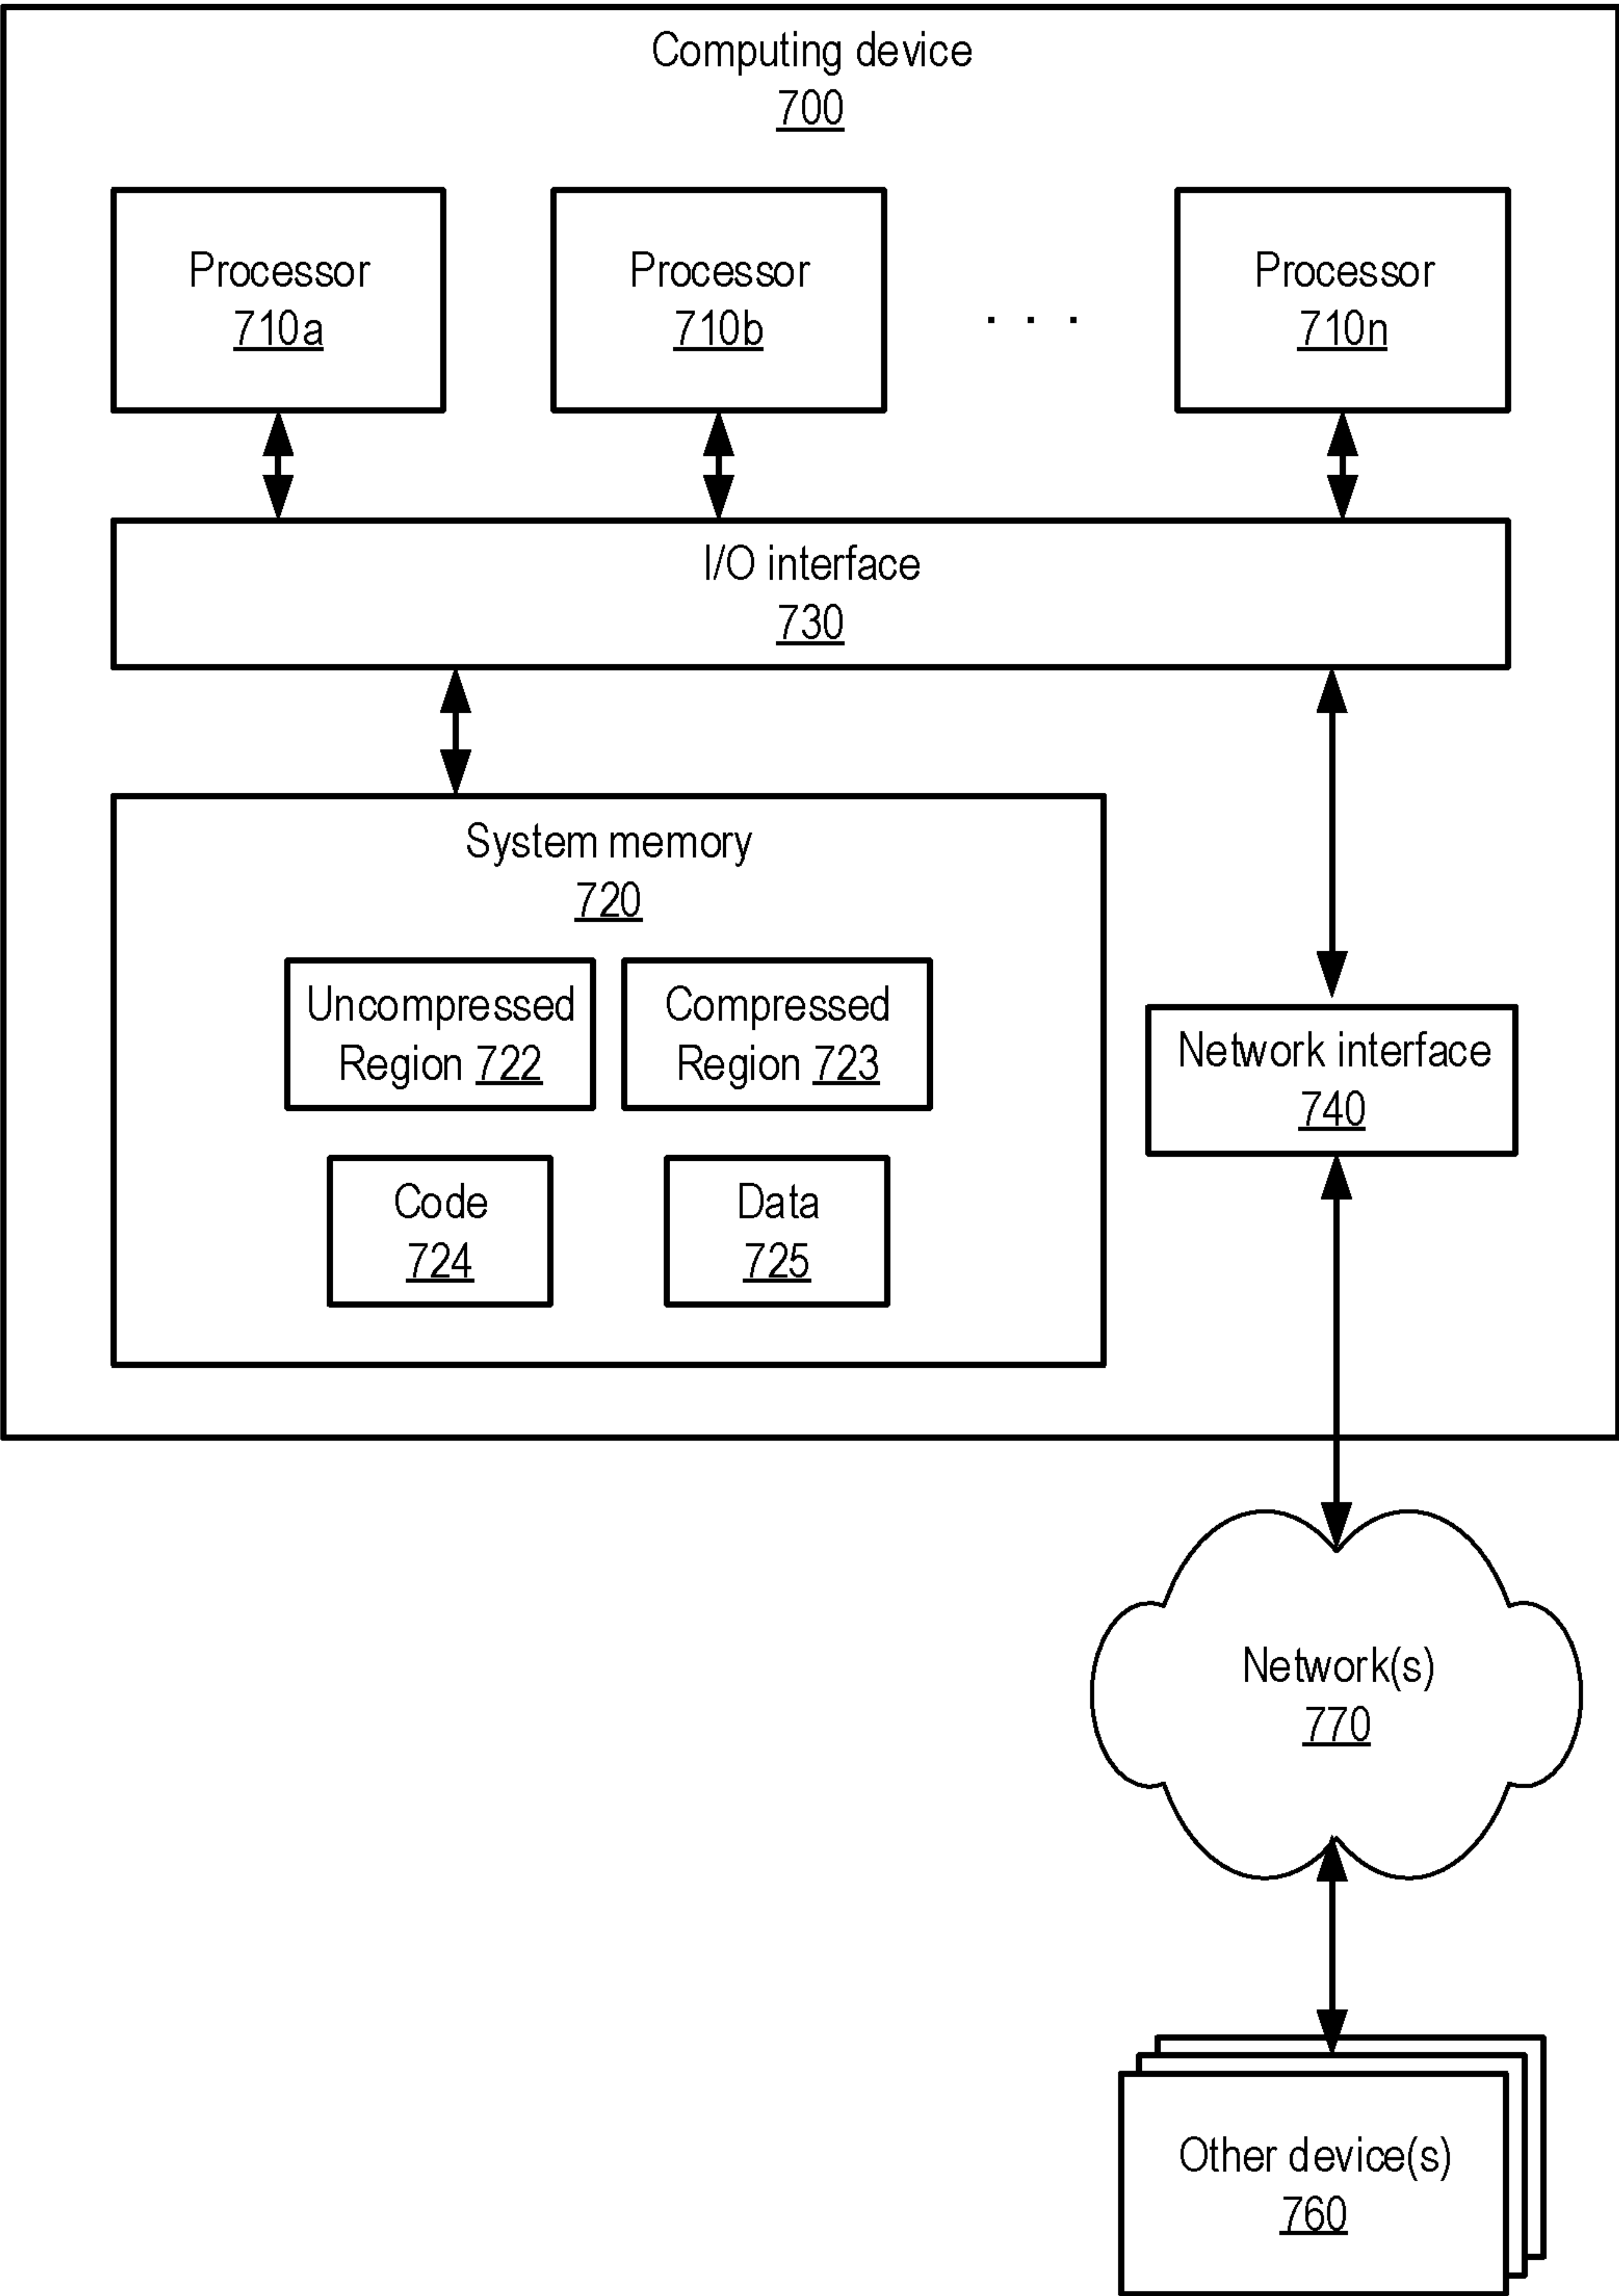 Computing device
700
Processor
710a
Processor
710b
. . .
Processor
710n
I/O interface
730
System memory
720
Uncompressed
Region 722
Compressed
Region 723
Code
724
Data
725
Network interface
740
Network(s)
770
Other device(s)
760